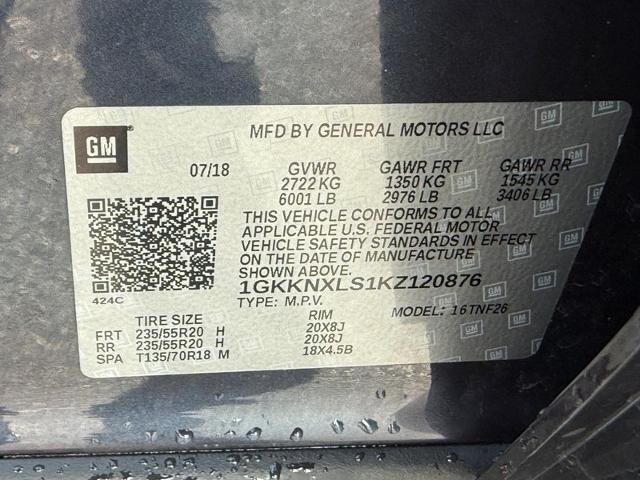 GM
MFD BY GENERAL MOTORS LLC
07/18 GVWR GAWR FRT GAWR RR
2722 KG 1350 KG 1545 KG
6001 LB 2976 LB 3406 LB
THIS VEHICLE CONFORMS TO ALL
APPLICABLE U.S. FEDERAL MOTOR
VEHICLE SAFETY STANDARDS IN EFFECT
ON THE DATE OF MANUFACTURE
SHOWN ABOVE.
424C
1GKKNXLS1KZ120876
TYPE: M.P.V. MODEL: 16TNF26
TIRE SIZE RIM
FRT 235/55R20 H 20X8J
RR 235/55R20 H 20X8J
SPA T135/70R18 M 18X4.5B